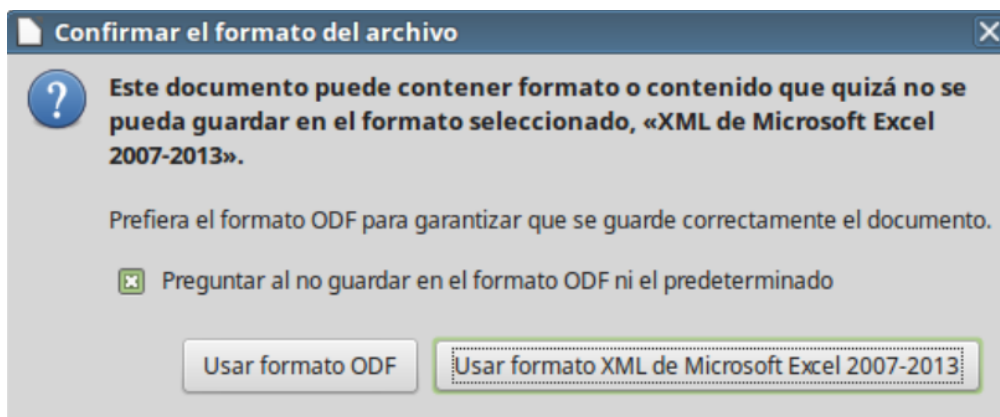 Confirmar el formato del archivo
Este documento puede contener formato o contenido que quizá no se
pueda guardar en el formato seleccionado, «XML de Microsoft Excel
2007-2013».
Prefiera el formato ODF para garantizar que se guarde correctamente el documento.
Preguntar al no guardar en el formato ODF ni el predeterminado
Usar formato ODF
Usar formato XML de Microsoft Excel 2007-2013